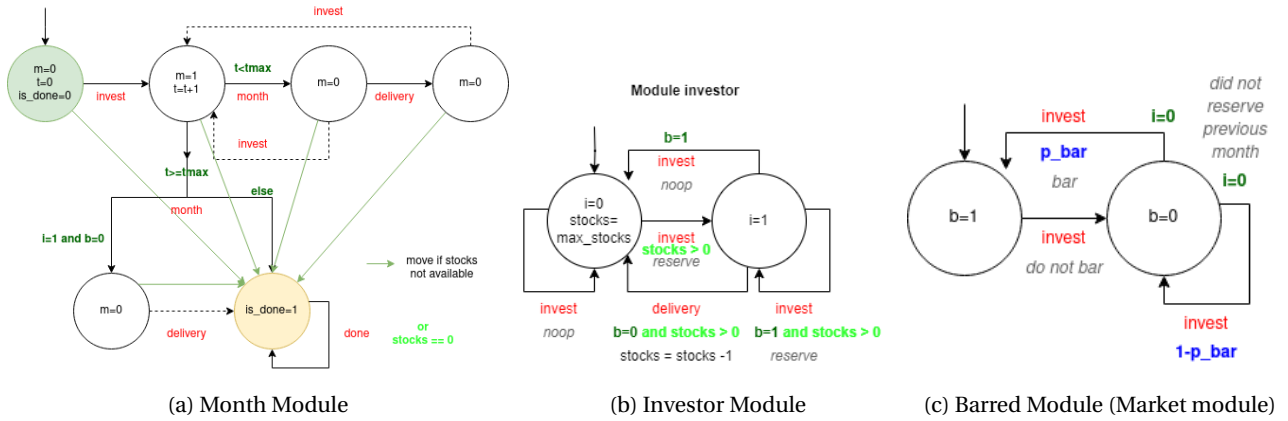 invest
m=0
t=0
is_done=0
invest
m=1
t=t+1
t<tmax
month
m=0
delivery
m=0
invest
t>=tmax
month
else
i=1 and b=0
move if stocks
not available
m=0
delivery
is_done=1
done
or
stocks == 0
(a) Month Module
Module investor
b=1
invest
noop
i=0
stocks=
max_stocks
invest
stocks > 0
reserve
i=1
invest
noop
delivery
b=0 and stocks > 0
stocks = stocks -1
invest
b=1 and stocks > 0
reserve
(b) Investor Module
invest
i=0
p_bar
bar
did not
reserve
previous
month
i=0
b=1
b=0
invest
do not bar
invest
1-p_bar
(c) Barred Module (Market module)